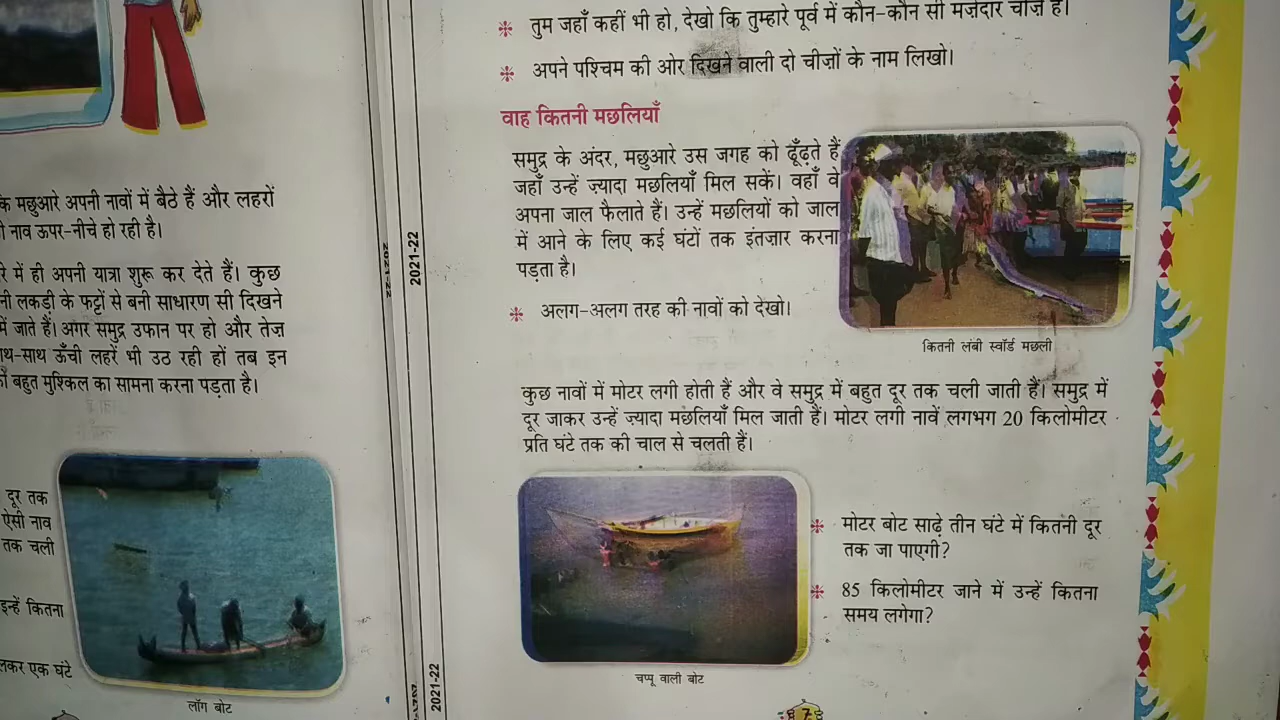 मछुआरे अपनी नावों में बैठे हैं और लहरों
नाव ऊपर-नीचे हो रही है।
में ही अपनी यात्रा शुरू कर देते हैं। कुछ
लकड़ी के फट्टों से बनी साधारण सी दिखने
में जाते हैं। अगर समुद्र उफान पर हो और तेज़
ऊँची लहरें भी उठ रही हों तब इन
बहुत मुश्किल का सामना करना पड़ता है।
दूर तक
ऐसी नाव
तक चली
इन्हें कितना
एक घंटे
लॉग बोट
2021-22
2021-22
तुम जहाँ कहीं भी हो, देखो कि तुम्हारे पूर्व में कौन-कौन सी मज़ेदार चीज़ें हैं।
अपने पश्चिम की ओर दिखने वाली दो चीज़ों के नाम लिखो।
वाह कितनी मछलियाँ
समुद्र के अंदर, मछुआरे उस जगह को ढूँढ़ते हैं
जहाँ उन्हें ज़्यादा मछलियाँ मिल सकें। वहाँ वे
अपना जाल फैलाते हैं। उन्हें मछलियों को जाल
में आने के लिए कई घंटों तक इंतज़ार करना
पड़ता है।
अलग-अलग तरह की नावों को देखो।
कितनी लंबी स्वॉर्ड मछली
कुछ नावों में मोटर लगी होती है और वे समुद्र में बहुत दूर तक चली जाती हैं। समुद्र में
दूर जाकर उन्हें ज़्यादा मछलियाँ मिल जाती हैं। मोटर लगी नावें लगभग 20 किलोमीटर
प्रति घंटे तक की चाल से चलती हैं।
मोटर बोट साढ़े तीन घंटे में कितनी दूर
तक जा पाएगी?
85 किलोमीटर जाने में उन्हें कितना
समय लगेगा?
चप्पू वाली बोट
7